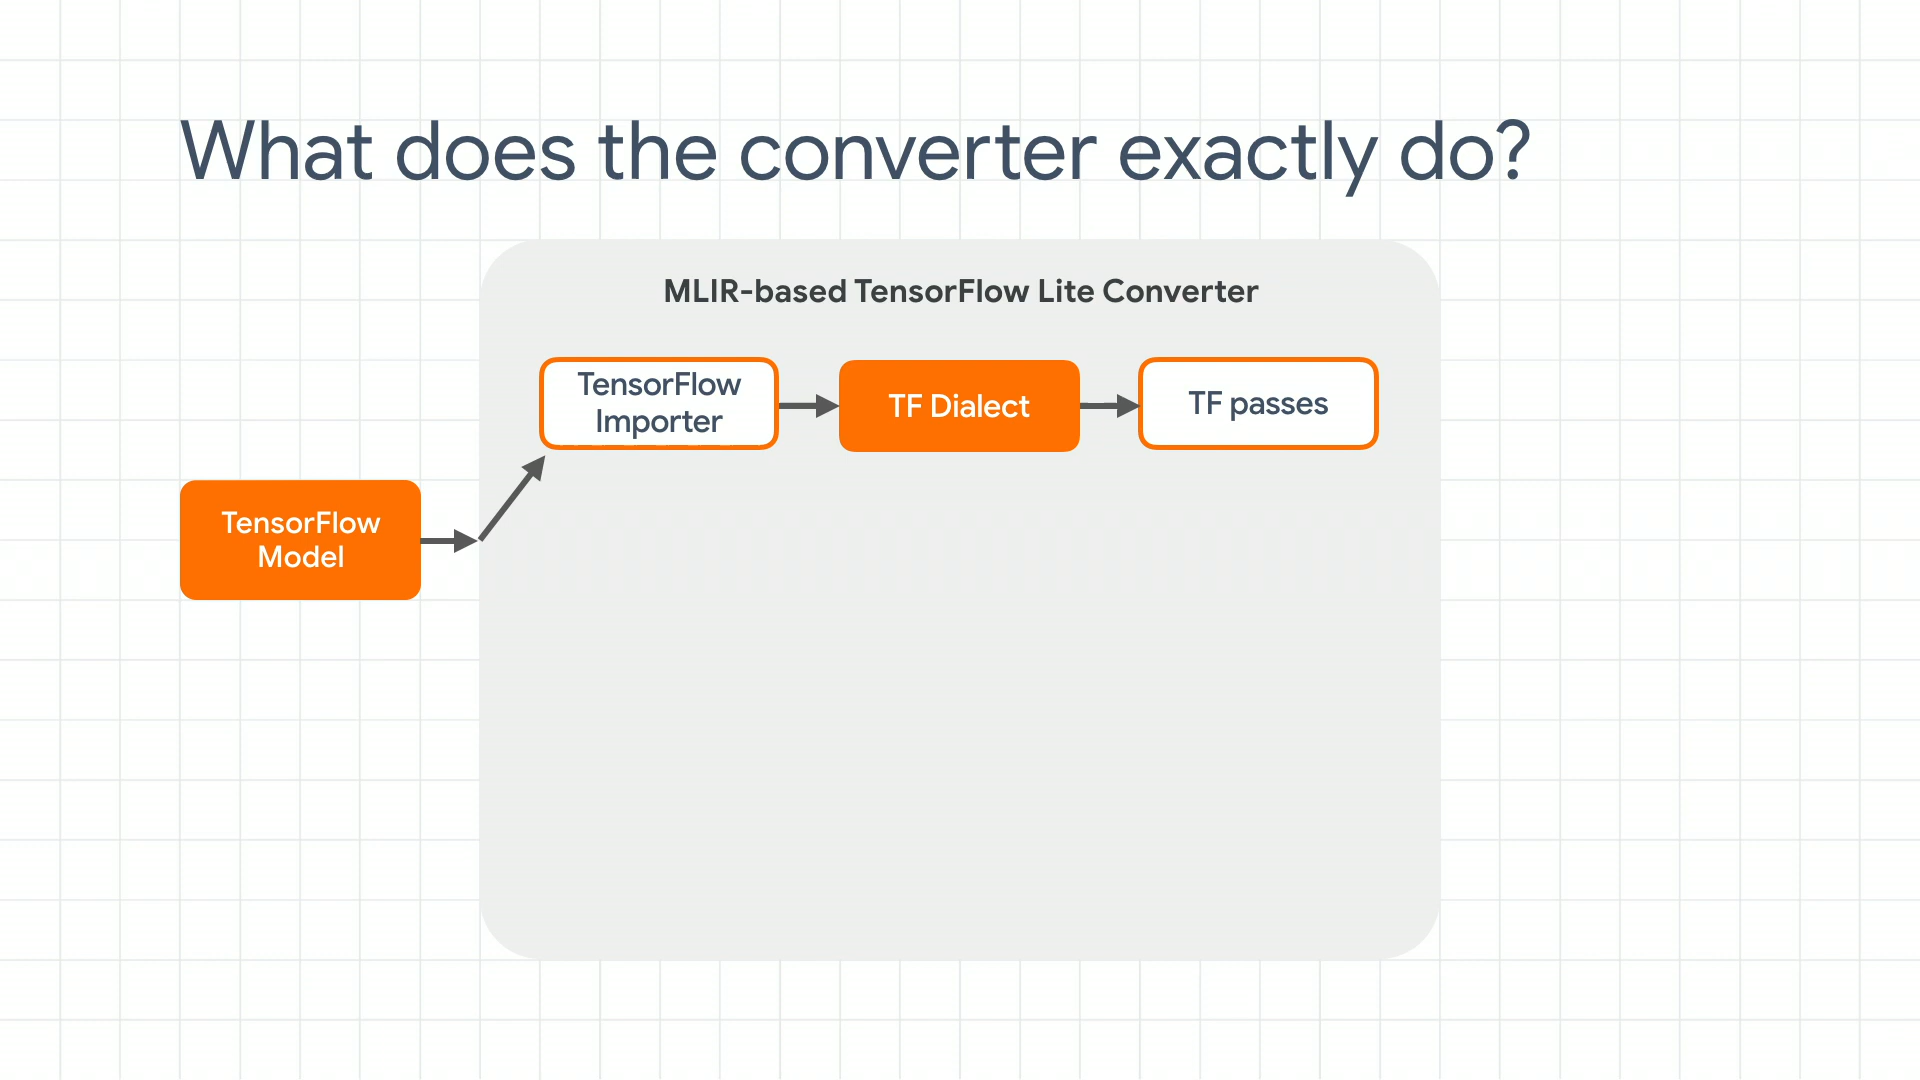 What does the converter exactly do?
MLIR-based TensorFlow Lite Converter
TensorFlow
Importer
TF Dialect
TF passes
TensorFlow
Model